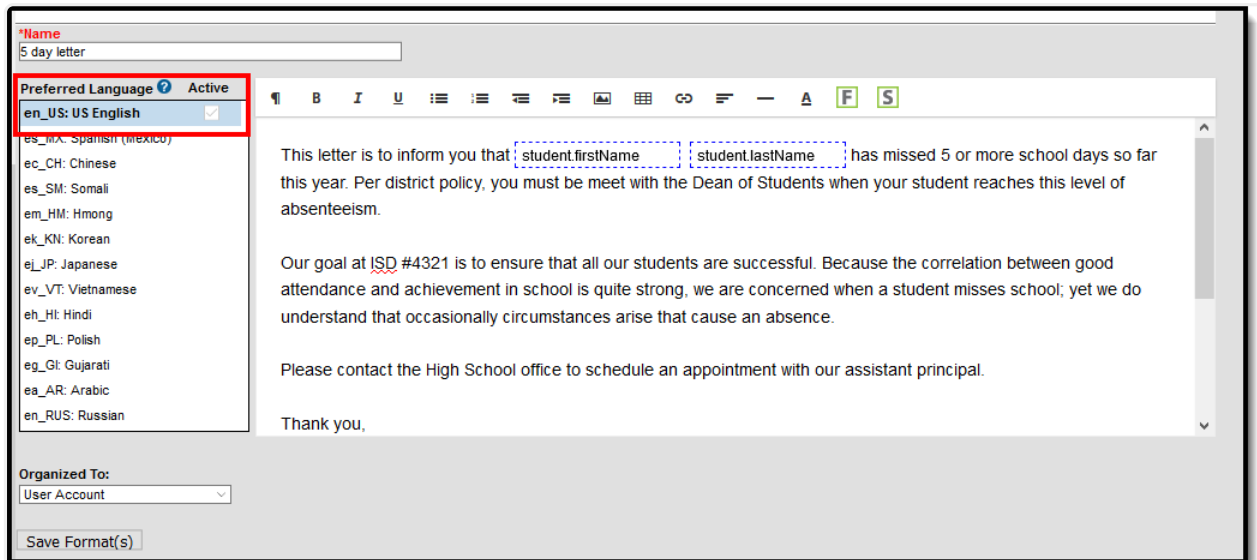 *Name
5 day letter
Preferred Language ? Active
en_US: US English
es_MX: Spanish (Mexico)
ec_CH: Chinese
es_SM: Somali
em_HM: Hmong
ek_KN: Korean
ej_JP: Japanese
ev_VT: Vietnamese
eh_HI: Hindi
ep_PL: Polish
eg_GI: Gujarati
ea_AR: Arabic
en_RUS: Russian
¶ B I U A F S
This letter is to inform you that student.firstName student.lastName has missed 5 or more school days so far
this year. Per district policy, you must be meet with the Dean of Students when your student reaches this level of
absenteeism.
Our goal at ISD #4321 is to ensure that all our students are successful. Because the correlation between good
attendance and achievement in school is quite strong, we are concerned when a student misses school; yet we do
understand that occasionally circumstances arise that cause an absence.
Please contact the High School office to schedule an appointment with our assistant principal.
Thank you,
Organized To:
User Account
Save Format(s)